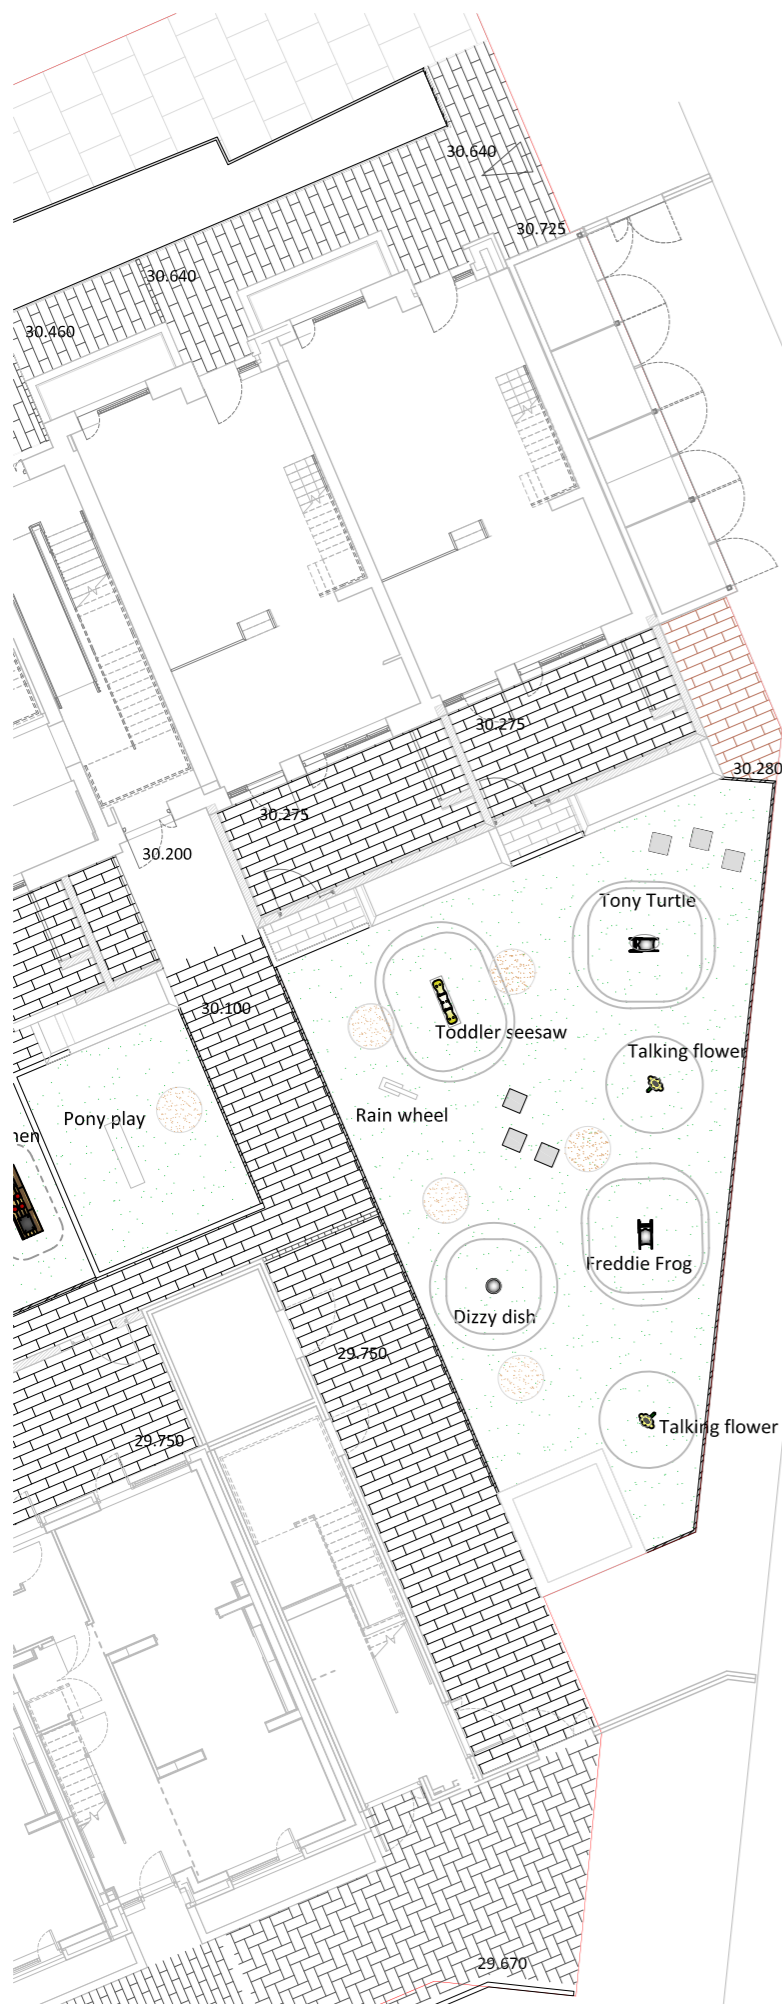 30.640
30.725
30.640
30.460
30.275
30.280
30.275
30.200
Tony Turtle
30.100
Toddler seesaw
Talking flower
Rain wheel
Pony play
hen
Freddie Frog
Dizzy dish
29.750
Talking flower
29.750
29.670